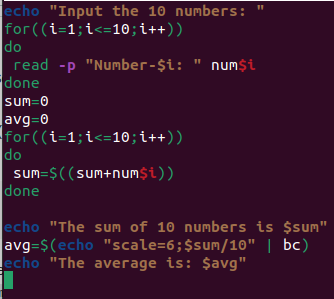 echo "Input the 10 numbers: "
for((i=1;i<=10;i++))
do
 read -p "Number-$i: " num$i
done
sum=0
avg=0
for((i=1;i<=10;i++))
do
 sum=$((sum+num$i))
done

echo "The sum of 10 numbers is $sum"
avg=$(echo "scale=6;$sum/10" | bc)
echo "The average is: $avg"